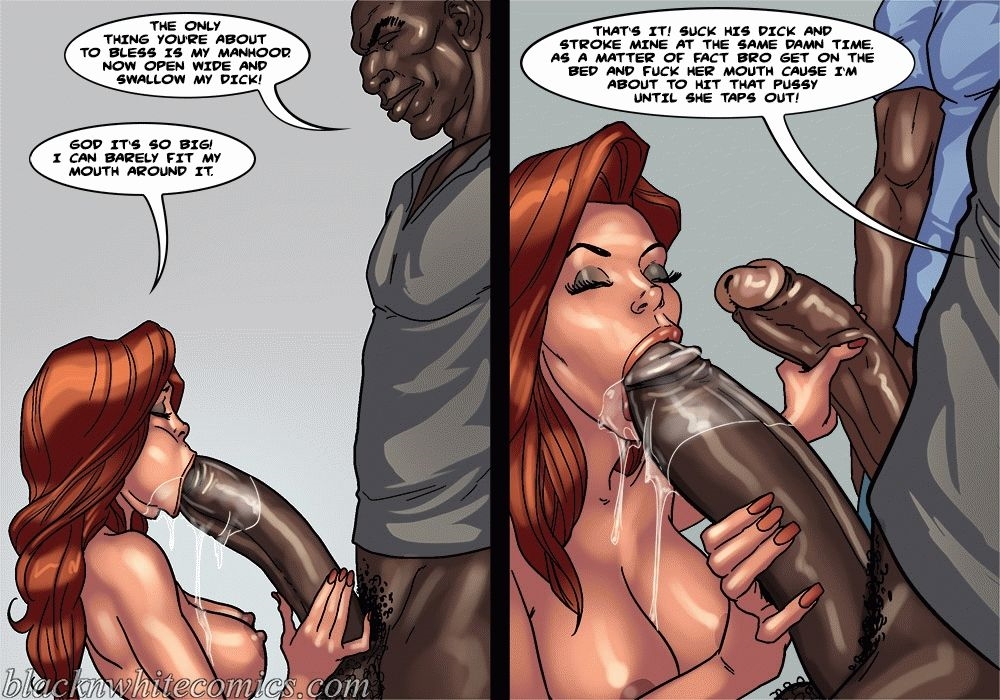 THE ONLY
THING YOU'RE ABOUT
TO BLESS IS MY MANHOOD.
NOW OPEN WIDE AND
SWALLOW MY DICK!
GOD IT'S SO BIG!
I CAN BARELY FIT MY
MOUTH AROUND IT.
THAT'S IT! SUCK HIS DICK AND
STROKE MINE AT THE SAME DAMN TIME.
AS A MATTER OF FACT BRO GET ON THE
BED AND FUCK HER MOUTH CAUSE I'M
ABOUT TO HIT THAT PUSSY
UNTIL SHE TAPS OUT!
blacknwhitecomics.com